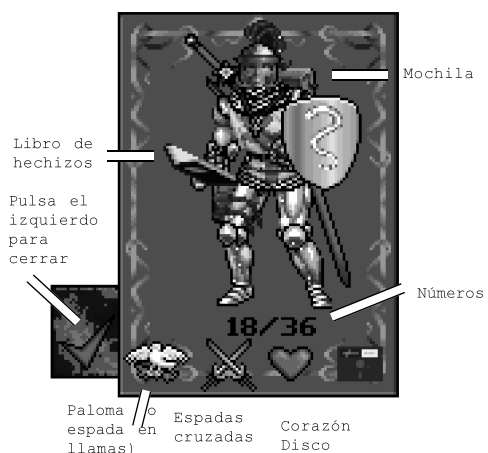 Mochila
Libro de
hechizos
Pulsa el
izquierdo
para
cerrar
Números
18/36
Paloma (o
espada en
llamas)
Espadas
cruzadas
Corazón
Disco